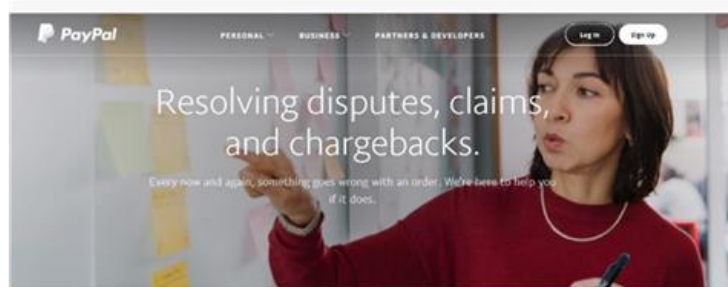 PayPal PERSONAL BUSINESS PARTNERS & DEVELOPERS Log In Sign Up
Resolving disputes, claims,
and chargebacks.
Every now and again, something goes wrong with an order. We're here to help you
if it does.